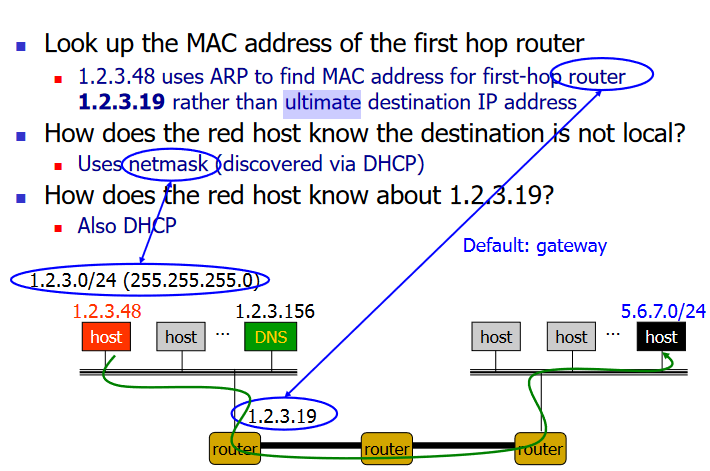 Look up the MAC address of the first hop router
1.2.3.48 uses ARP to find MAC address for first-hop router
1.2.3.19 rather than ultimate destination IP address
How does the red host know the destination is not local?
Uses netmask (discovered via DHCP)
How does the red host know about 1.2.3.19?
Also DHCP
Default: gateway
1.2.3.0/24 (255.255.255.0)
1.2.3.48
1.2.3.156
5.6.7.0/24
host
host
...
DNS
host
host
...
host
1.2.3.19
router
router
router